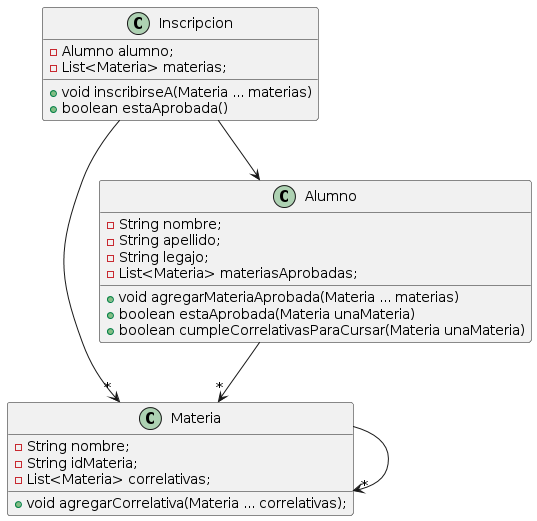 C Inscripcion
Alumno alumno;
List<Materia> materias;
void inscribirseA(Materia ... materias)
boolean estaAprobada()
C Alumno
String nombre;
String apellido;
String legajo;
List<Materia> materiasAprobadas;
void agregarMateriaAprobada(Materia ... materias)
boolean estaAprobada(Materia unaMateria)
boolean cumpleCorrelativasParaCursar(Materia unaMateria)
* *
C Materia
String nombre;
String idMateria;
List<Materia> correlativas;
*
void agregarCorrelativa(Materia ... correlativas);